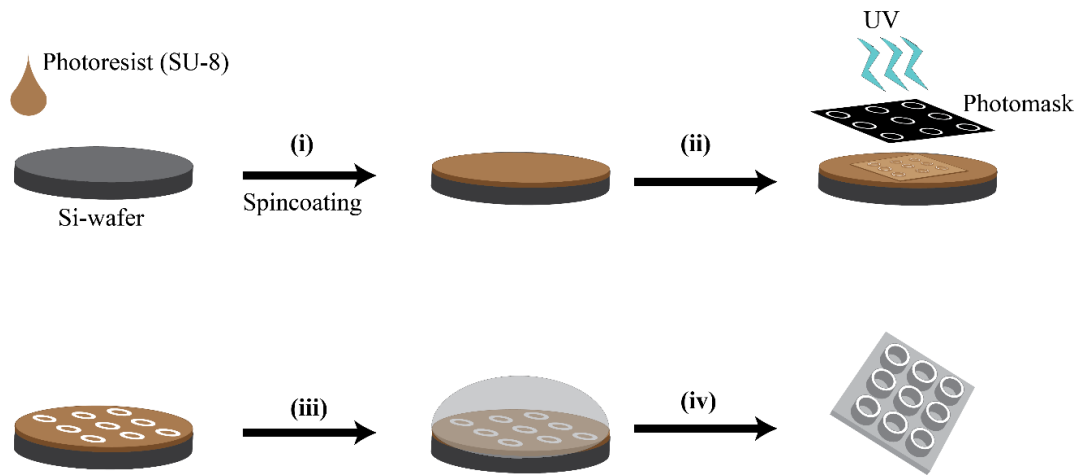 UV
Photoresist (SU-8)
Photomask
(i)
(ii)
Spincoating
Si-wafer
(iii)
(iv)